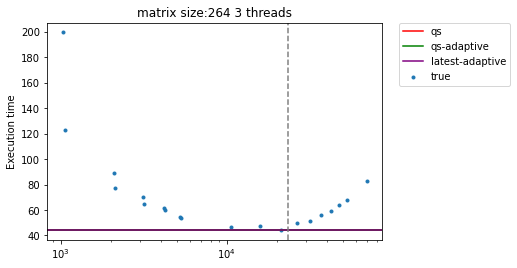 matrix size:264 3 threads
Execution time
200
180
160
140
120
100
80
60
40
10³
10⁴
qs
qs-adaptive
latest-adaptive
true